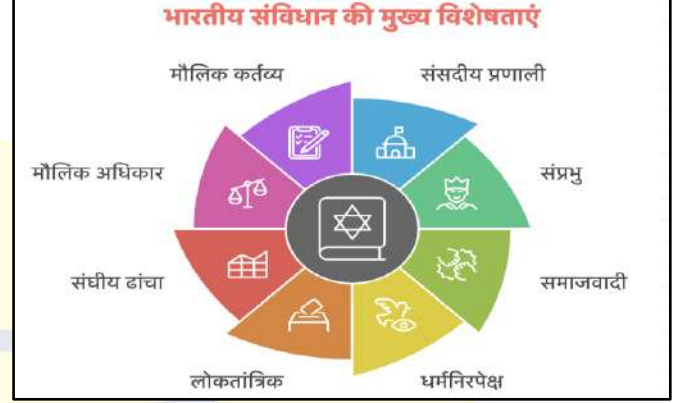 भारतीय संविधान की मुख्य विशेषताएं
मौलिक कर्तव्य
संसदीय प्रणाली
मौलिक अधिकार
संप्रभु
संघीय ढांचा
समाजवादी
लोकतांत्रिक
धर्मनिरपेक्ष